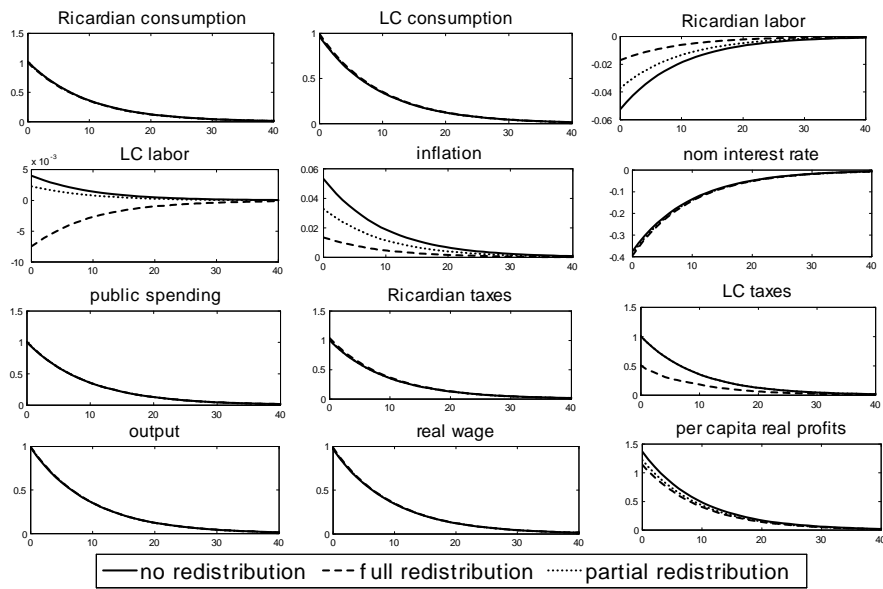 Ricardian consumption
1.5
1
0.5
0
0 10 20 30 40
LC consumption
1
0.5
0
0 10 20 30 40
Ricardian labor
0
-0.02
-0.04
-0.06
0 10 20 30 40
LC labor
x 10⁻³
5
0
-5
-10
0 10 20 30 40
inflation
0.06
0.04
0.02
0
0 10 20 30 40
nom interest rate
0
-0.1
-0.2
-0.3
-0.4
0 10 20 30 40
public spending
1.5
1
0.5
0
0 10 20 30 40
Ricardian taxes
1.5
1
0.5
0
0 10 20 30 40
LC taxes
1.5
1
0.5
0
0 10 20 30 40
output
1
0.5
0
0 10 20 30 40
real wage
1
0.5
0
0 10 20 30 40
per capita real profits
1.5
1
0.5
0
0 10 20 30 40
no redistribution full redistribution partial redistribution